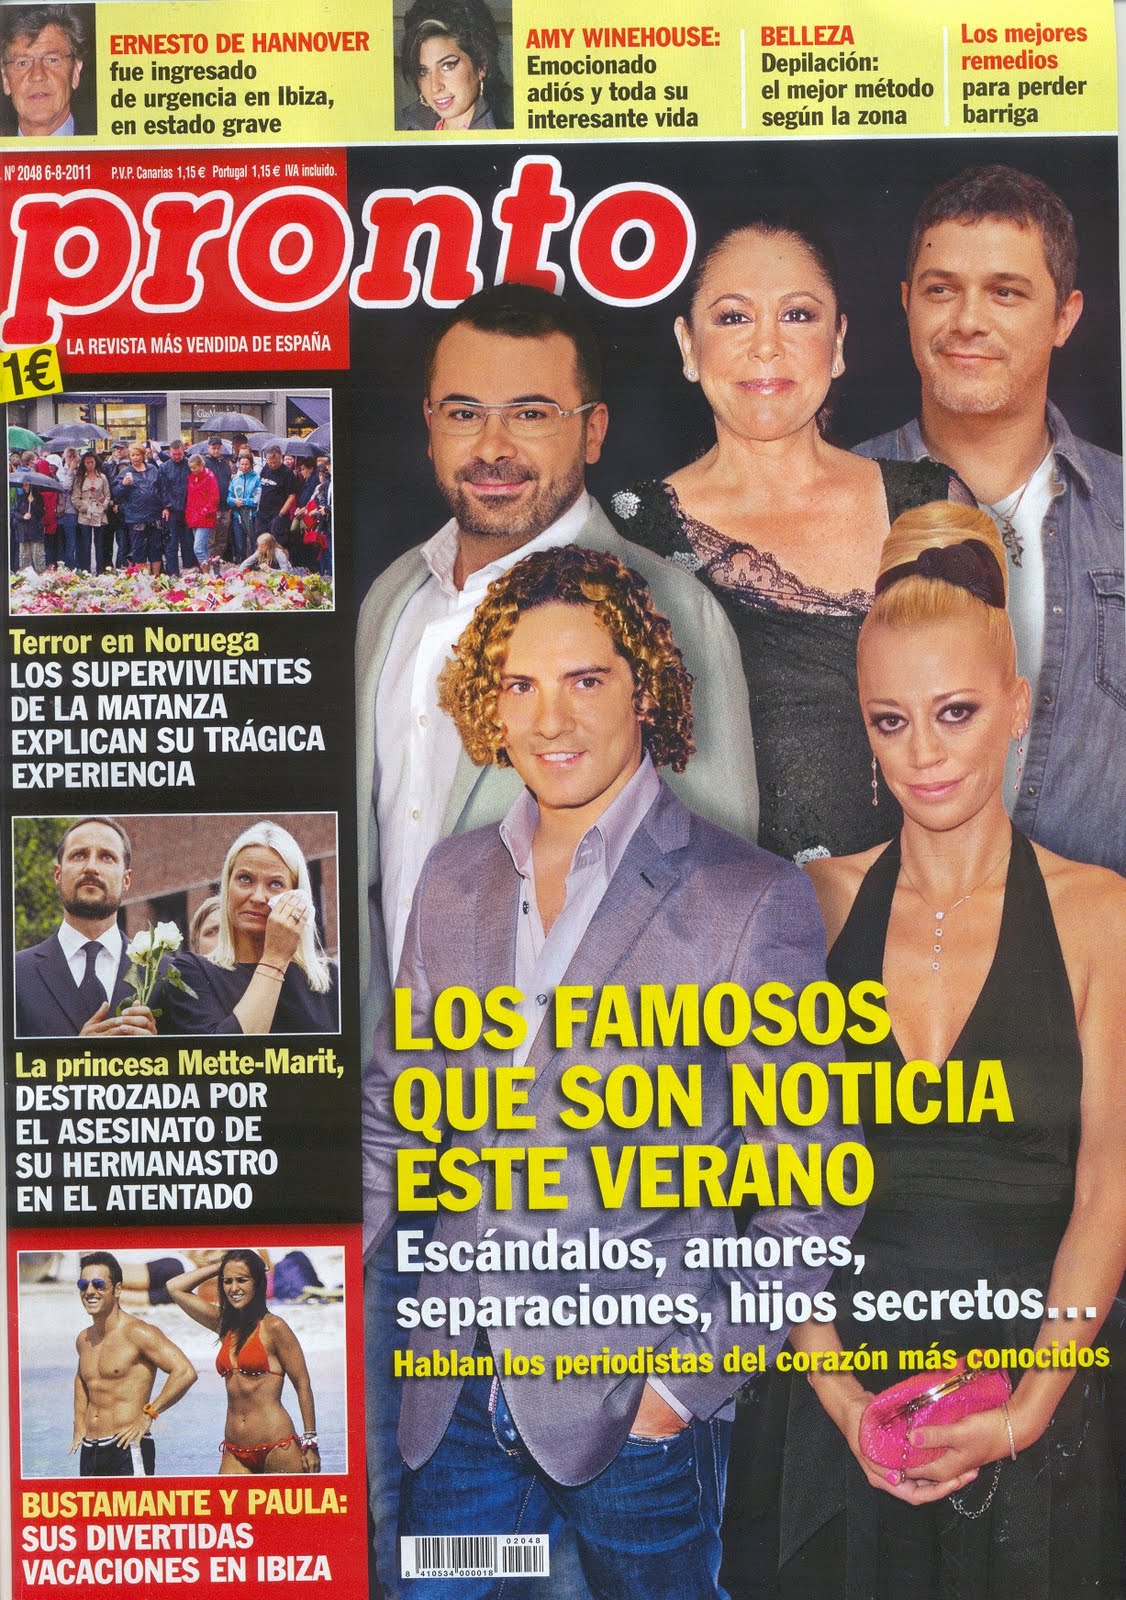 ERNESTO DE HANNOVER
fue ingresado
de urgencia en Ibiza,
en estado grave
AMY WINEHOUSE:
Emocionado
adiós y toda su
interesante vida
BELLEZA
Depilación:
el mejor método
según la zona
Los mejores
remedios
para perder
barriga
Nº 2048 6-8-2011 P.V.P. Canarias 1,15 € Portugal 1,15 € IVA incluido.
pronto
LA REVISTA MÁS VENDIDA DE ESPAÑA
1€
Terror en Noruega
LOS SUPERVIVIENTES
DE LA MATANZA
EXPLICAN SU TRÁGICA
EXPERIENCIA
La princesa Mette-Marit,
DESTROZADA POR
EL ASESINATO DE
SU HERMANASTRO
EN EL ATENTADO
BUSTAMANTE Y PAULA:
SUS DIVERTIDAS
VACACIONES EN IBIZA
LOS FAMOSOS
QUE SON NOTICIA
ESTE VERANO
Escándalos, amores,
separaciones, hijos secretos...
Hablan los periodistas del corazón más conocidos
02048
8 410534 000018